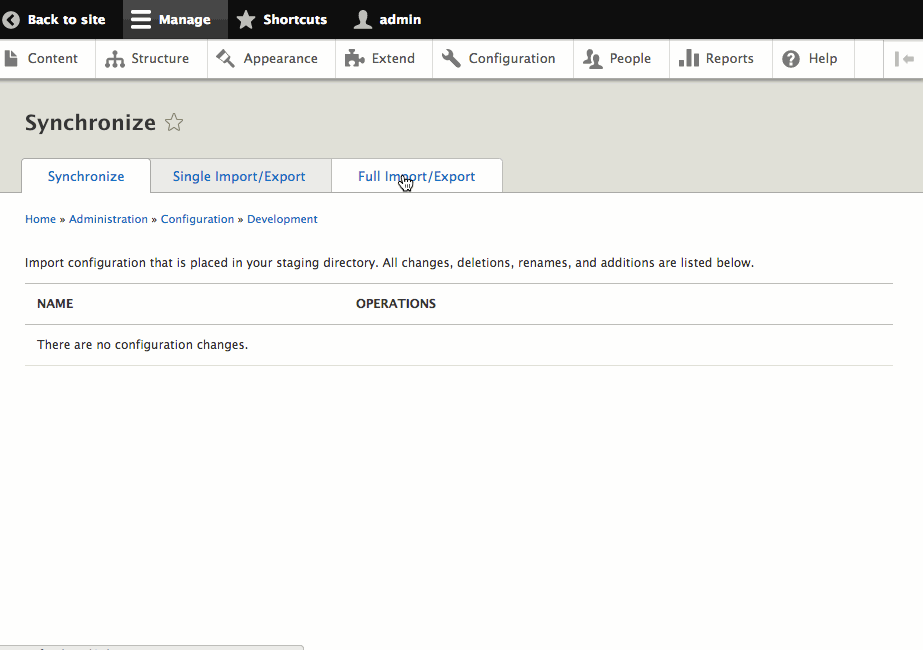 Back to site Manage Shortcuts admin
Content Structure Appearance Extend Configuration People Reports Help
Synchronize
Synchronize Single Import/Export Full Import/Export
Home » Administration » Configuration » Development
Import configuration that is placed in your staging directory. All changes, deletions, renames, and additions are listed below.
NAME OPERATIONS
There are no configuration changes.